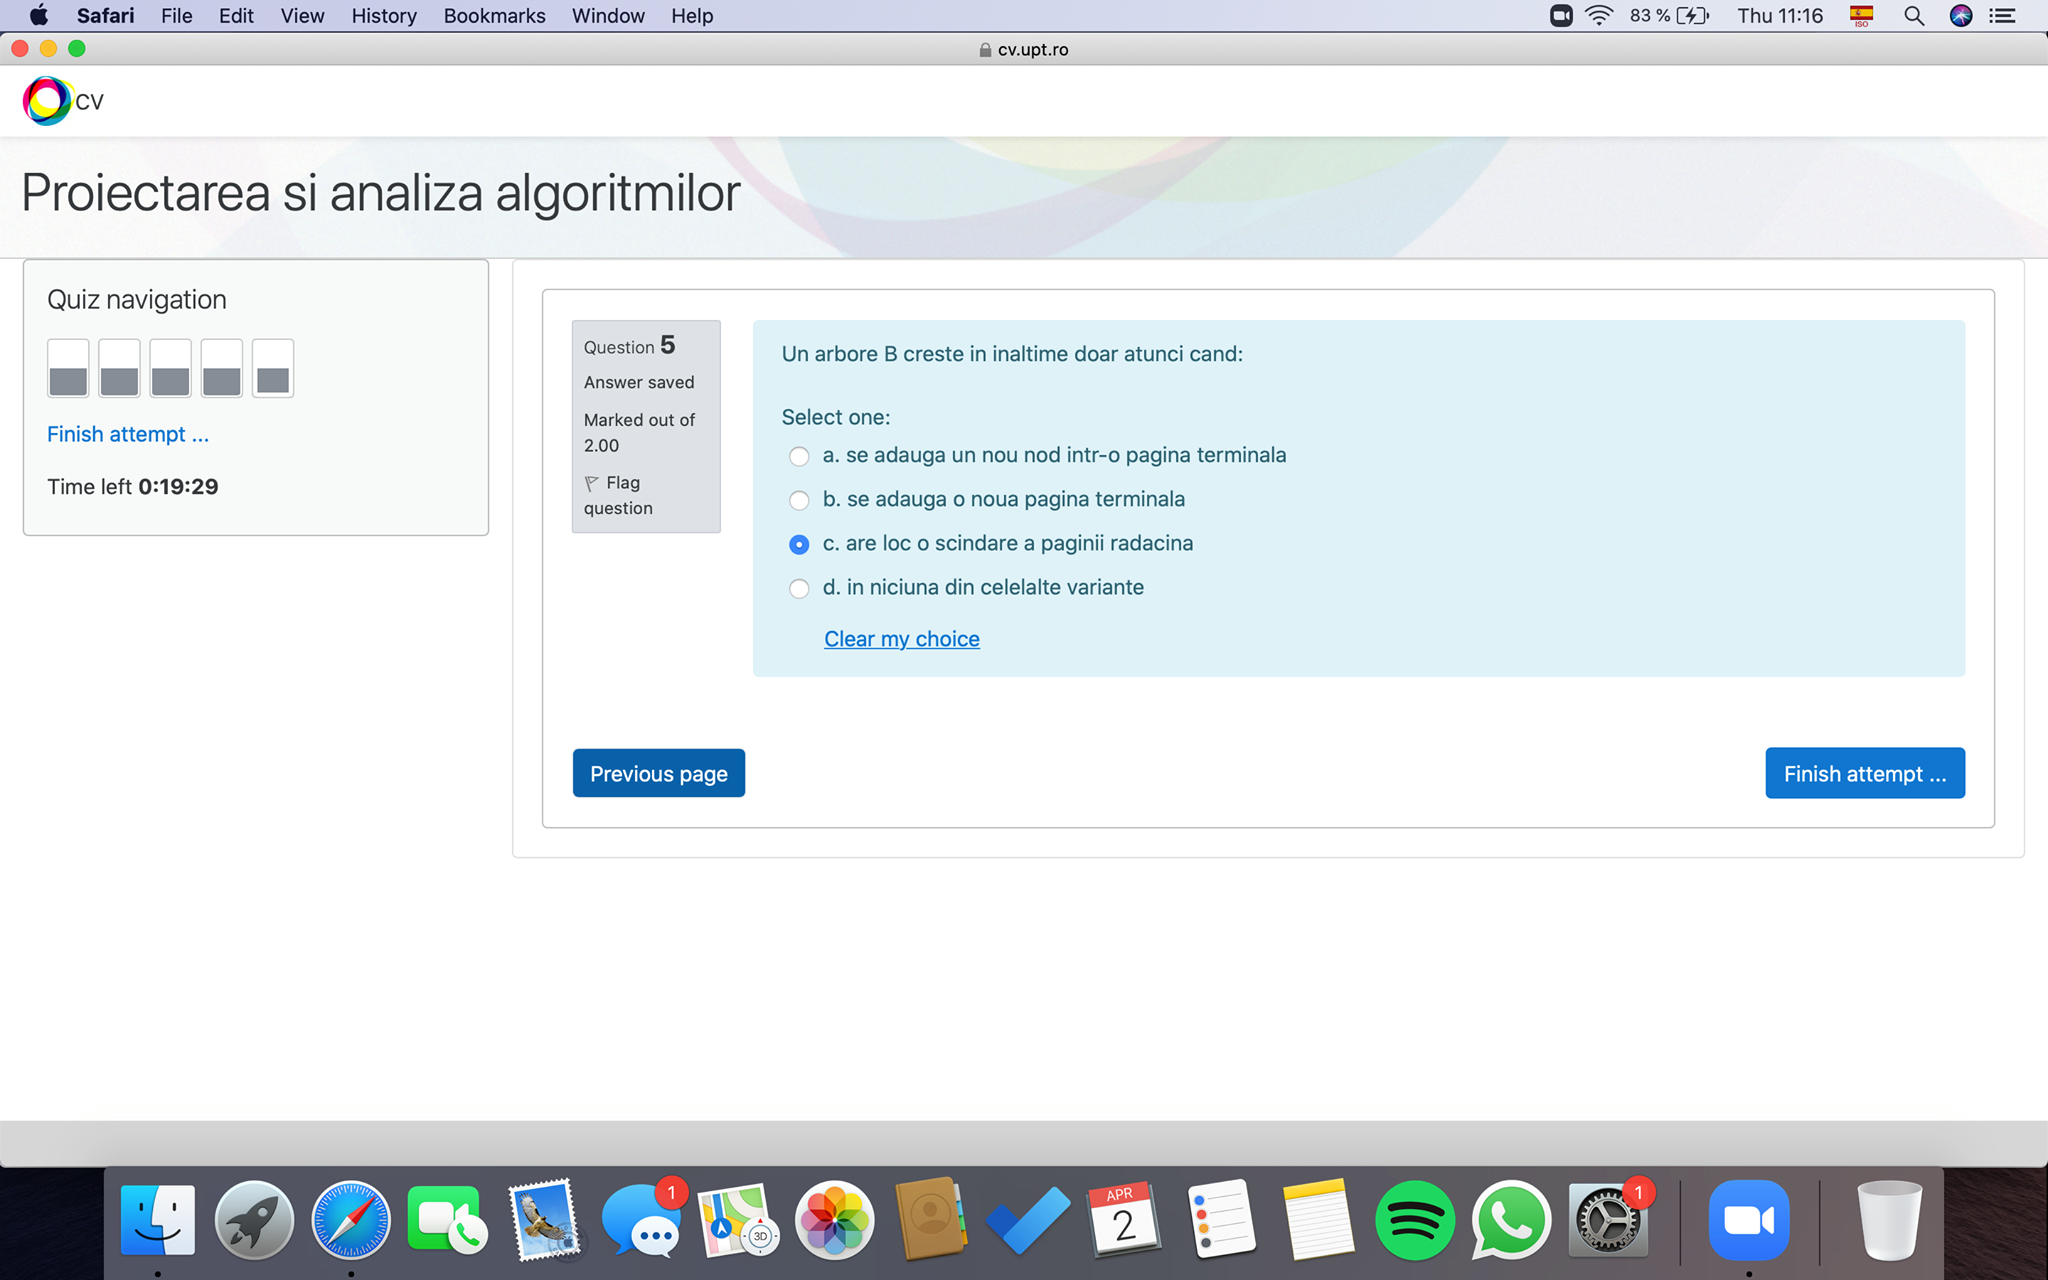 Safari File Edit View History Bookmarks Window Help 83 % Thu 11:16 ISO
cv.upt.ro
CV
Proiectarea si analiza algoritmilor
Quiz navigation
Finish attempt ...
Time left 0:19:29
Question 5
Answer saved
Marked out of
2.00
Flag
question
Un arbore B creste in inaltime doar atunci cand:
Select one:
a. se adauga un nou nod intr-o pagina terminala
b. se adauga o noua pagina terminala
c. are loc o scindare a paginii radacina
d. in niciuna din celelalte variante
Clear my choice
Previous page
Finish attempt ...
1
3D
APR
2
1